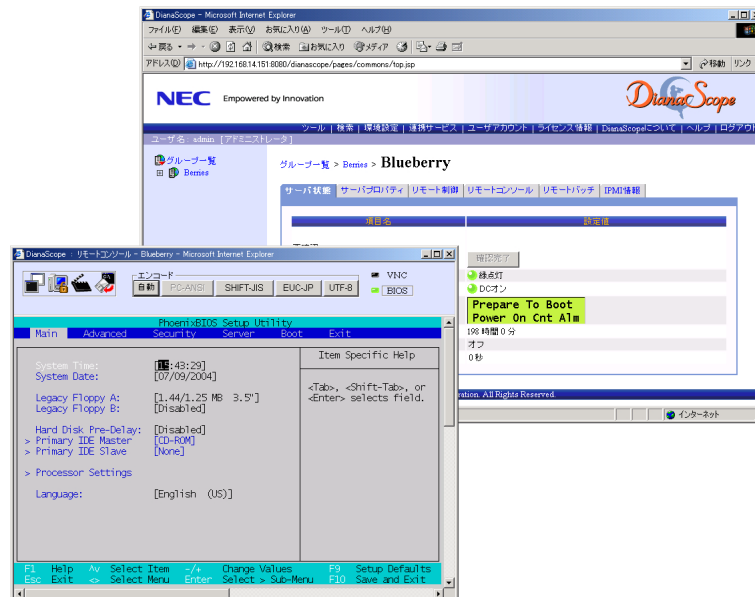 DianaScope - Microsoft Internet Explorer
ファイル(F) 編集(E) 表示(V) お気に入り(A) ツール(T) ヘルプ(H)
戻る 検索 お気に入り メディア
アドレス(D) http://192.168.14.151:8080/dianascope/pages/commons/top.jsp 移動 リンク
NEC Empowered by Innovation DianaScope
ツール | 検索 | 環境設定 | 連携サービス | ユーザアカウント | ライセンス情報 | DianaScopeについて | ヘルプ | ログアウト
ユーザ名 : admin [アドミニストレータ]
グループ一覧
Berries
グループ一覧 > Berries > Blueberry
サーバ状態 サーバプロパティ リモート制御 リモートコンソール リモートバッチ IPMI情報
項目名 設定値
確認完了
緑点灯
DCオン
Prepare To Boot
Power On Cnt Alm
198 時間 0 分
オフ
0 秒
ration. All Rights Reserved.
インターネット
DianaScope : リモートコンソール - Blueberry - Microsoft Internet Explorer
エンコード
自動 PC-ANSI SHIFT-JIS EUC-JP UTF-8
VNC
BIOS
PhoenixBIOS Setup Utility
Main Advanced Security Server Boot Exit
Item Specific Help
System Time: [15:43:29]
System Date: [07/09/2004]
<Tab>, <Shift-Tab>, or
<Enter> selects field.
Legacy Floppy A: [1.44/1.25 MB 3.5"]
Legacy Floppy B: [Disabled]
Hard Disk Pre-Delay: [Disabled]
> Primary IDE Master [CD-ROM]
> Primary IDE Slave [None]
> Processor Settings
Language: [English (US)]
F1 Help ^v Select Item -/+ Change Values F9 Setup Defaults
Esc Exit <> Select Menu Enter Select > Sub-Menu F10 Save and Exit